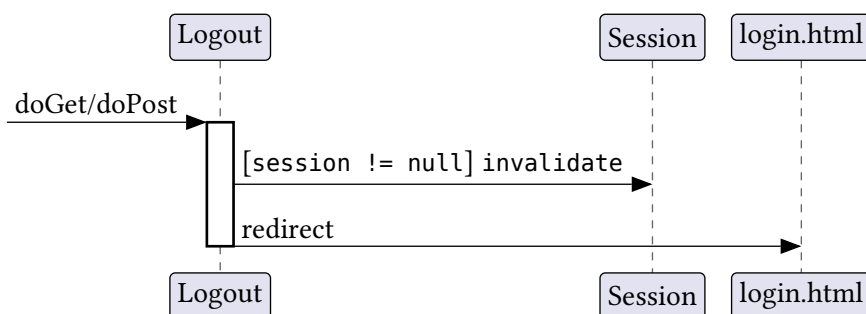 Logout Session login.html
doGet/doPost
[session != null] invalidate
redirect
Logout Session login.html